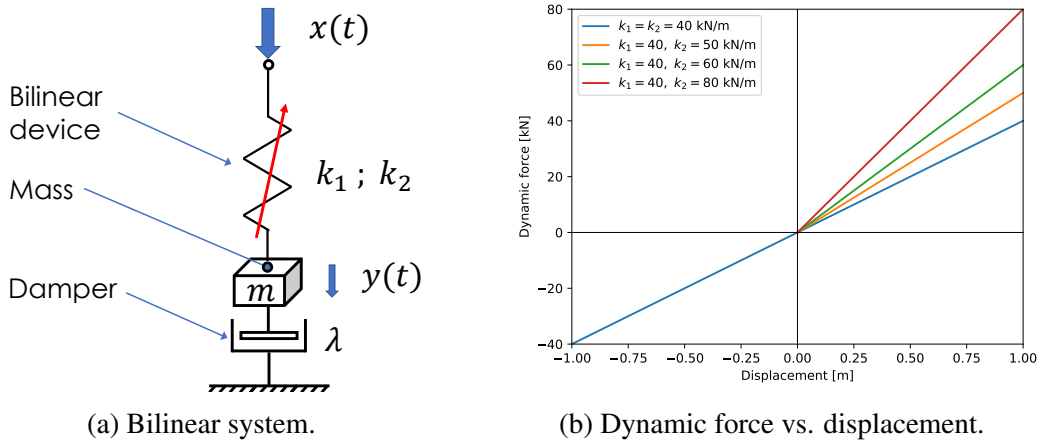 x(t)
Bilinear
device
k₁ ; k₂
Mass
m
y(t)
Damper
λ
(a) Bilinear system.
k₁ = k₂ = 40 kN/m
k₁ = 40, k₂ = 50 kN/m
k₁ = 40, k₂ = 60 kN/m
k₁ = 40, k₂ = 80 kN/m
Dynamic force [kN]
80
60
40
20
0
−20
−40
−1.00 −0.75 −0.50 −0.25 0.00 0.25 0.50 0.75 1.00
Displacement [m]
(b) Dynamic force vs. displacement.